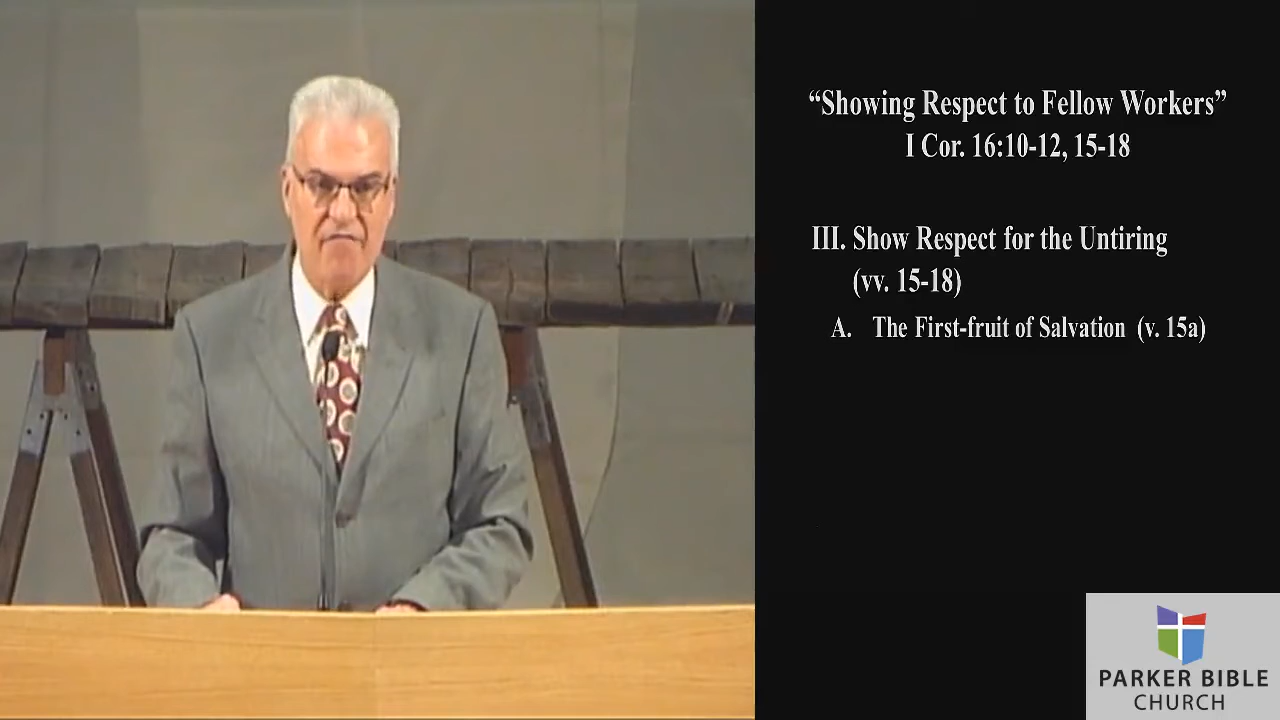 “Showing Respect to Fellow Workers”
I Cor. 16:10-12, 15-18
III. Show Respect for the Untiring
(vv. 15-18)
A. The First-fruit of Salvation (v. 15a)
PARKER BIBLE
CHURCH